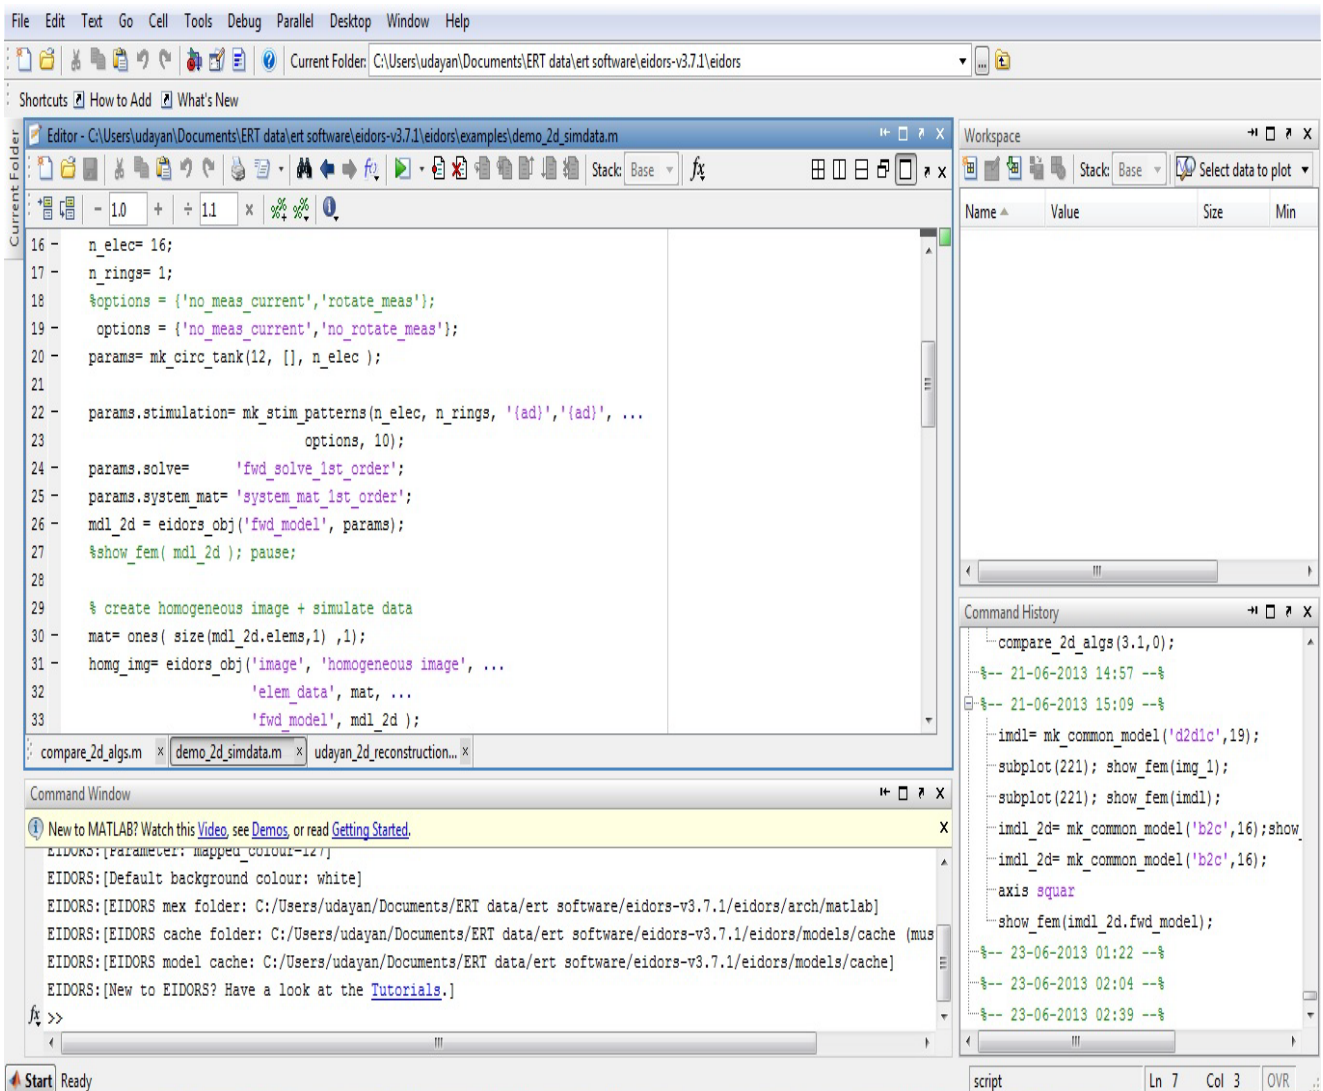 File Edit Text Go Cell Tools Debug Parallel Desktop Window Help
Current Folder: C:\Users\udayan\Documents\ERT data\ert software\eidors-v3.7.1\eidors
Shortcuts How to Add What's New
Current Folder
Editor - C:\Users\udayan\Documents\ERT data\ert software\eidors-v3.7.1\eidors\examples\demo_2d_simdata.m
Stack: Base fx
- 1.0 + ÷ 1.1 ×
16 - n_elec= 16;
17 - n_rings= 1;
18 %options = {'no_meas_current','rotate_meas'};
19 - options = {'no_meas_current','no_rotate_meas'};
20 - params= mk_circ_tank(12, [], n_elec );
21
22 - params.stimulation= mk_stim_patterns(n_elec, n_rings, '{ad}','{ad}', ...
23 options, 10);
24 - params.solve= 'fwd_solve_1st_order';
25 - params.system_mat= 'system_mat_1st_order';
26 - mdl_2d = eidors_obj('fwd_model', params);
27 %show_fem( mdl_2d ); pause;
28
29 % create homogeneous image + simulate data
30 - mat= ones( size(mdl_2d.elems,1) ,1);
31 - homg_img= eidors_obj('image', 'homogeneous image', ...
32 'elem_data', mat, ...
33 'fwd_model', mdl_2d );
compare_2d_algs.m × demo_2d_simdata.m × udayan_2d_reconstruction... ×
Command Window
New to MATLAB? Watch this Video, see Demos, or read Getting Started.
EIDORS:[Parameter: mapped_colour=127]
EIDORS:[Default background colour: white]
EIDORS:[EIDORS mex folder: C:/Users/udayan/Documents/ERT data/ert software/eidors-v3.7.1/eidors/arch/matlab]
EIDORS:[EIDORS cache folder: C:/Users/udayan/Documents/ERT data/ert software/eidors-v3.7.1/eidors/models/cache (mus
EIDORS:[EIDORS model cache: C:/Users/udayan/Documents/ERT data/ert software/eidors-v3.7.1/eidors/models/cache]
EIDORS:[New to EIDORS? Have a look at the Tutorials.]
fx >>
Workspace
Stack: Base Select data to plot
Name Value Size Min
Command History
compare_2d_algs(3.1,0);
%-- 21-06-2013 14:57 --%
%-- 21-06-2013 15:09 --%
imdl= mk_common_model('d2d1c',19);
subplot(221); show_fem(img_1);
subplot(221); show_fem(imdl);
imdl_2d= mk_common_model('b2c',16);show_
imdl_2d= mk_common_model('b2c',16);
axis squar
show_fem(imdl_2d.fwd_model);
%-- 23-06-2013 01:22 --%
%-- 23-06-2013 02:04 --%
%-- 23-06-2013 02:39 --%
Start Ready
script Ln 7 Col 3 OVR